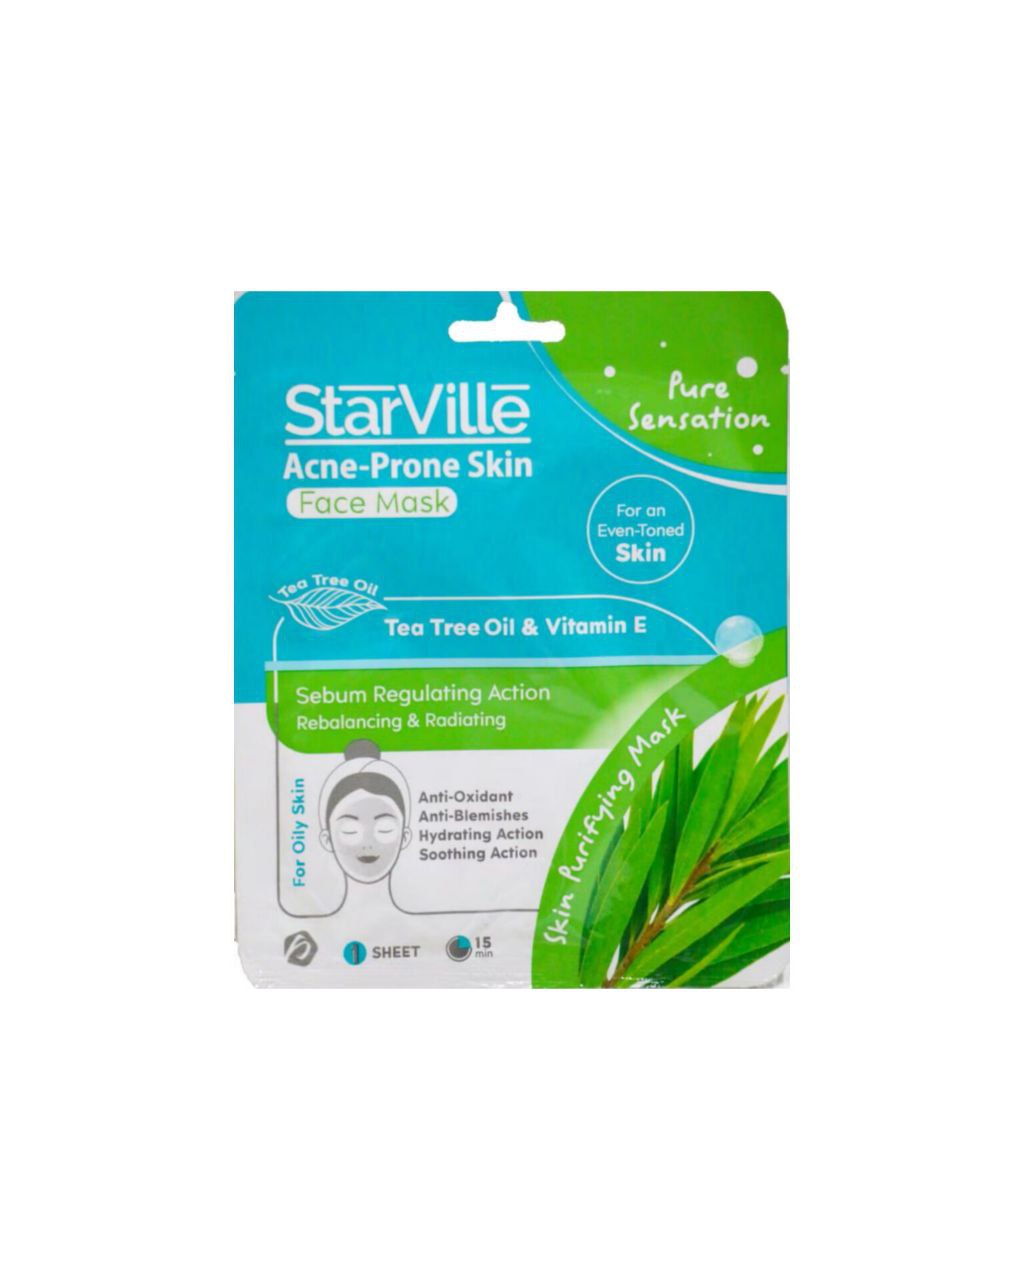 Pure
Sensation
StarVille
Acne-Prone Skin
Face Mask
For an
Even-Toned
Skin
Tea Tree Oil
Tea Tree Oil & Vitamin E
Sebum Regulating Action
Rebalancing & Radiating
Skin Purifying Mask
For Oily Skin
Anti-Oxidant
Anti-Blemishes
Hydrating Action
Soothing Action
1 SHEET
15
min